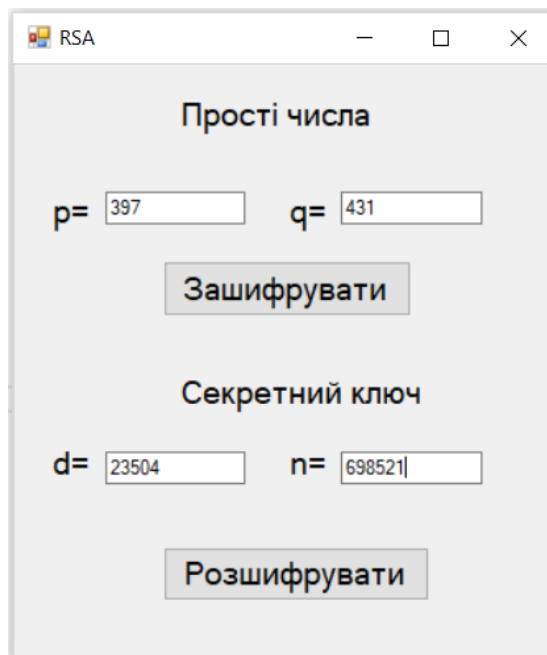 RSA
Прості числа
p= 397 q= 431
Зашифрувати
Секретний ключ
d= 23504 n= 698521
Розшифрувати